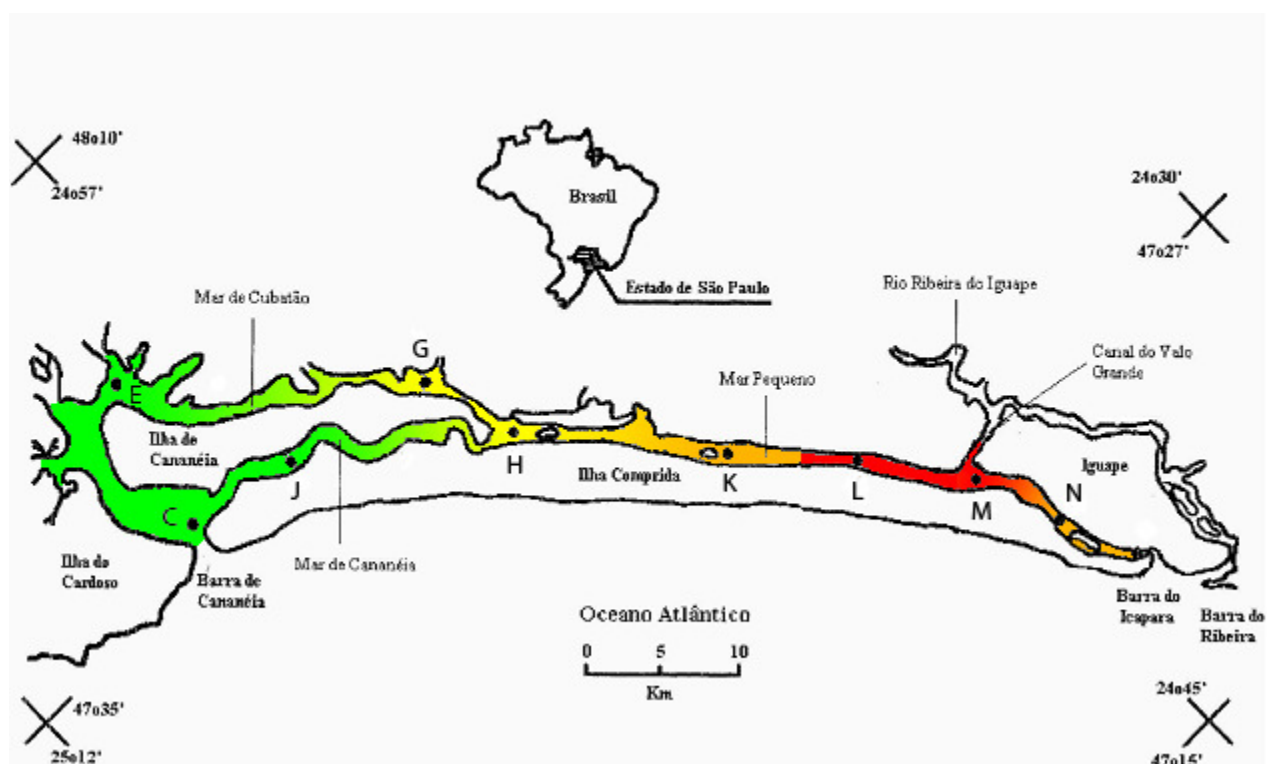 48o10'
24o57'
Brasil
Estado de São Paulo
24o30'
47o27'
Rio Ribeira do Iguape
Canal do Valo
Grande
Mar de Cubatão
Mar Pequeno
G
E
Ilha de
Cananéia
H
Ilha Comprida
K
L
M
N
Iguape
J
C
Mar de Cananéia
Ilha do
Cardoso
Barra de
Cananéia
Oceano Atlântico
0 5 10
Km
Barra do
Icapara
Barra do
Ribeira
47o35'
25o12'
24o45'
47o15'